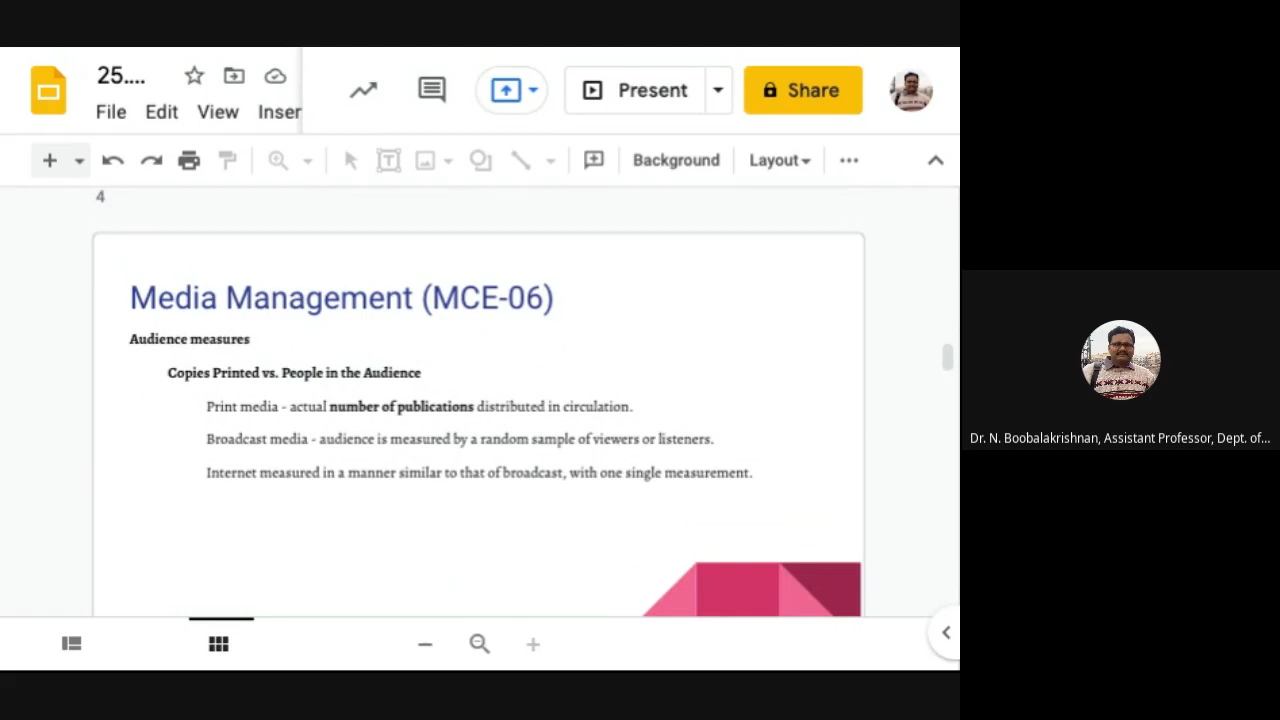 25....
File Edit View Inser
Present
Share
Background
Layout
4
Media Management (MCE-06)
Audience measures
Copies Printed vs. People in the Audience
Print media - actual number of publications distributed in circulation.
Broadcast media - audience is measured by a random sample of viewers or listeners.
Internet measured in a manner similar to that of broadcast, with one single measurement.
Dr. N. Boobalakrishnan, Assistant Professor, Dept. of...